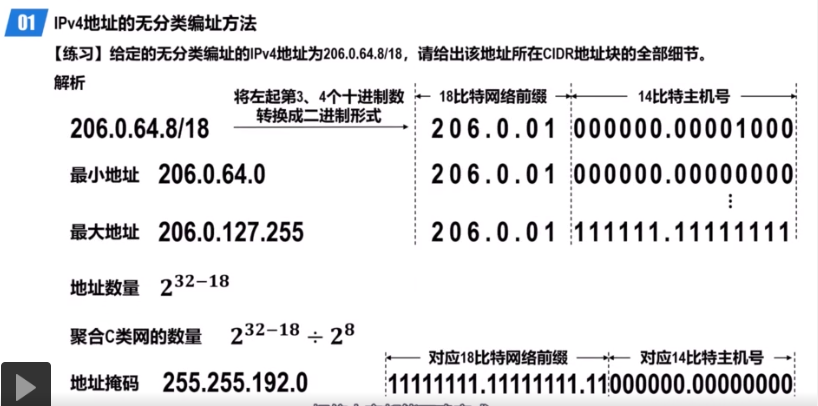 01 IPv4地址的无分类编址方法
【练习】给定的无分类编址的IPv4地址为206.0.64.8/18，请给出该地址所在CIDR地址块的全部细节。
解析
将左起第3、4个十进制数
转换成二进制形式
18比特网络前缀 14比特主机号
206.0.64.8/18 206.0.01 000000.00001000
最小地址 206.0.64.0 206.0.01 000000.00000000
⋮
最大地址 206.0.127.255 206.0.01 111111.11111111
地址数量 2^{32−18}
聚合C类网的数量 2^{32−18} ÷ 2^8
对应18比特网络前缀 对应14比特主机号
地址掩码 255.255.192.0 11111111.11111111.11000000.00000000